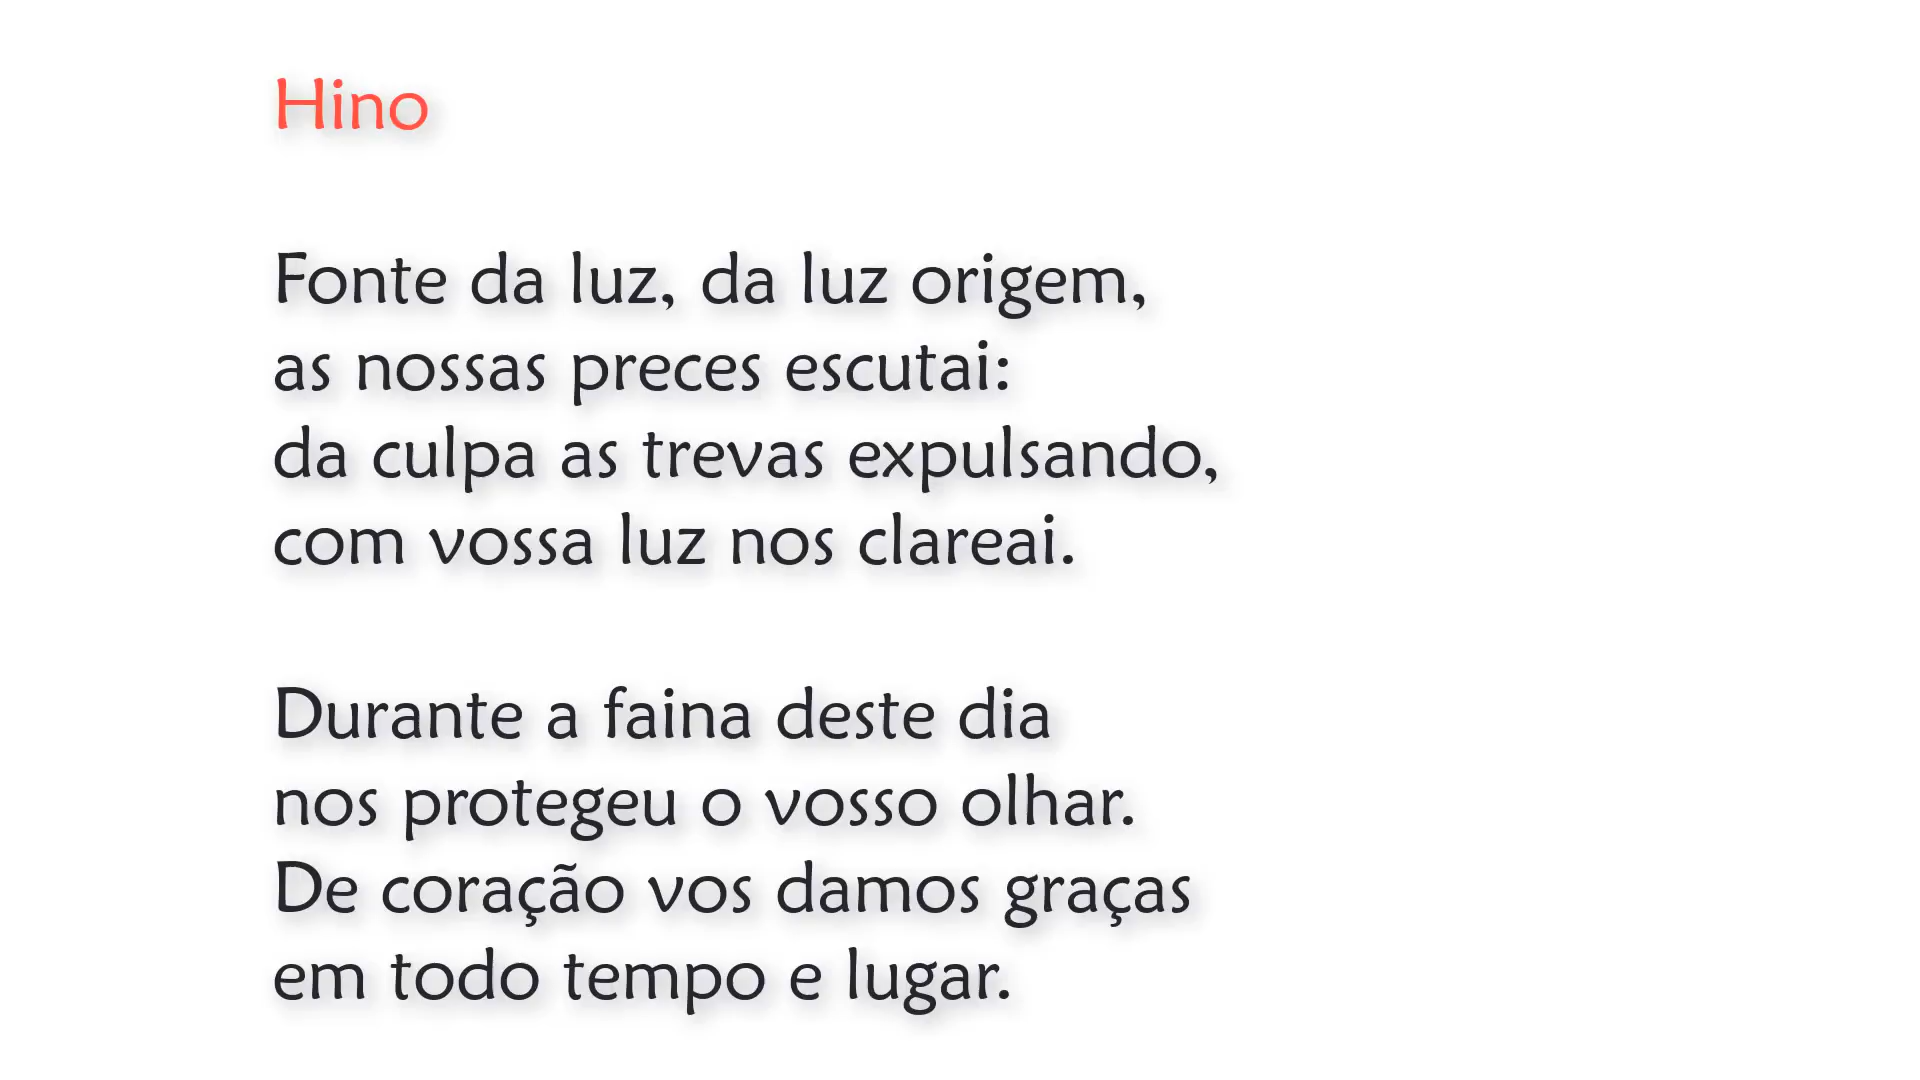 Hino
Fonte da luz, da luz origem,
as nossas preces escutai:
da culpa as trevas expulsando,
com vossa luz nos clareai.
Durante a faina deste dia
nos protegeu o vosso olhar.
De coração vos damos graças
em todo tempo e lugar.